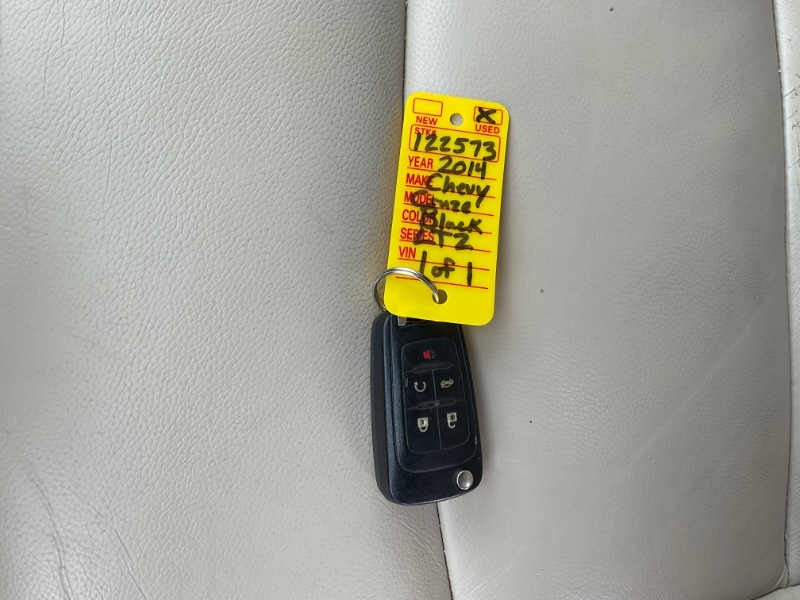 NEW USED
STK# 122573
YEAR 2014
MAKE Chevy
MODEL Cruze
COLOR Black
SERIES LT2
VIN 1 of 1